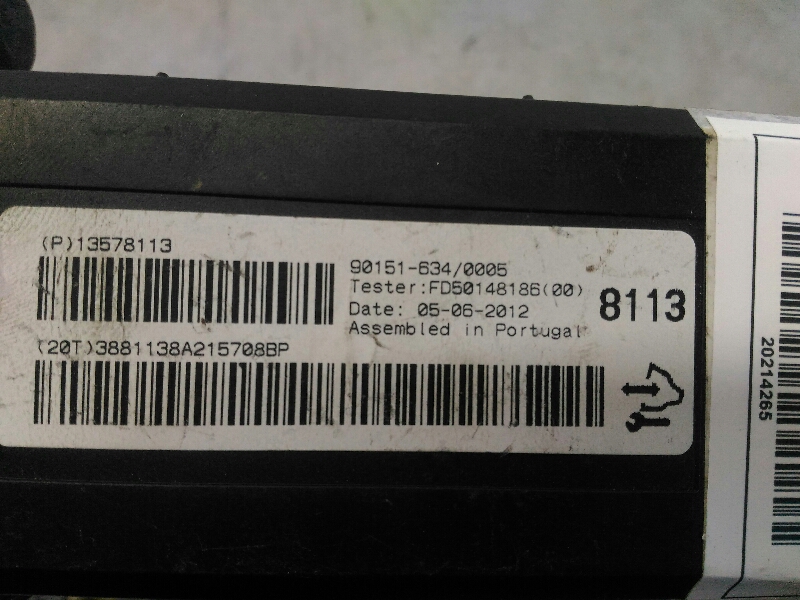 (P)13578113
90151-634/0005
Tester:FD50148186(00)
Date: 05-06-2012
Assembled in Portugal
8113
(20T)3881138A215708BP
20214265